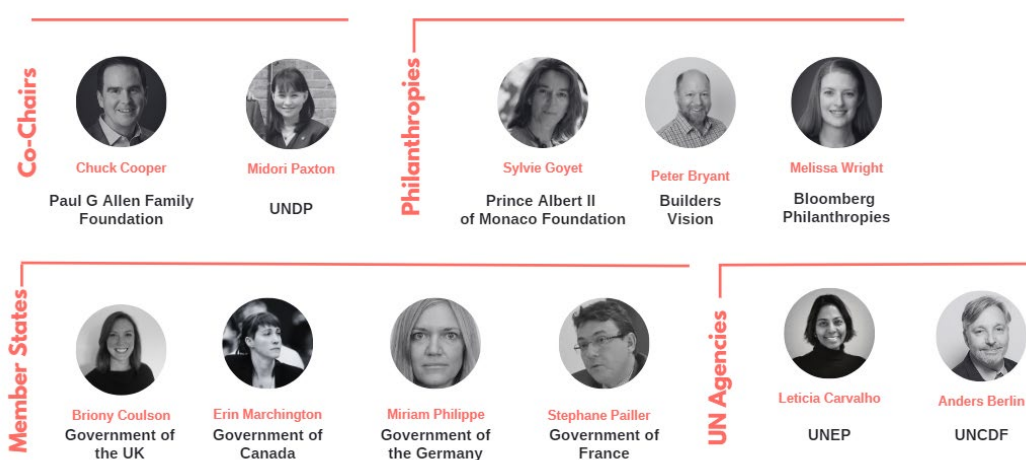 Co-Chairs
Chuck Cooper
Paul G Allen Family
Foundation
Midori Paxton
UNDP
Philanthropies
Sylvie Goyet
Prince Albert II
of Monaco Foundation
Peter Bryant
Builders
Vision
Melissa Wright
Bloomberg
Philanthropies
Member States
Briony Coulson
Government of
the UK
Erin Marchington
Government of
Canada
Miriam Philippe
Government of
the Germany
Stephane Pailler
Government of
France
UN Agencies
Leticia Carvalho
UNEP
Anders Berlin
UNCDF